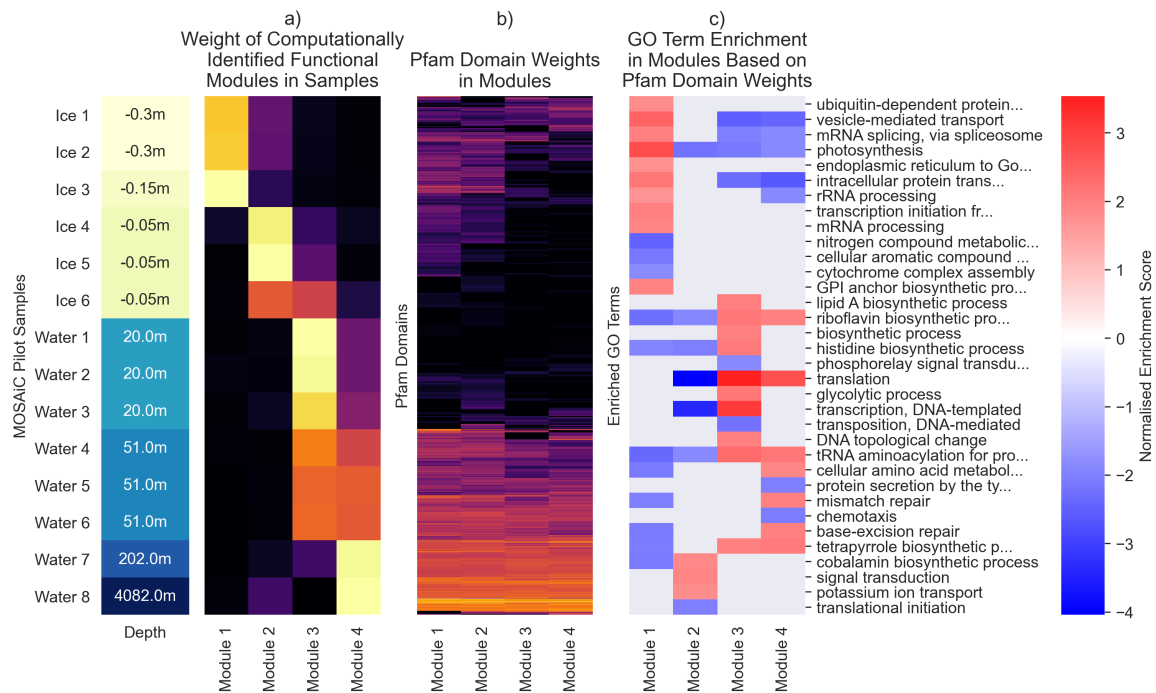 a)
Weight of Computationally
Identified Functional
Modules in Samples
b)
Pfam Domain Weights
in Modules
c)
GO Term Enrichment
in Modules Based on
Pfam Domain Weights
MOSAiC Pilot Samples
Ice 1
Ice 2
Ice 3
Ice 4
Ice 5
Ice 6
Water 1
Water 2
Water 3
Water 4
Water 5
Water 6
Water 7
Water 8
-0.3m
-0.3m
-0.15m
-0.05m
-0.05m
-0.05m
20.0m
20.0m
20.0m
51.0m
51.0m
51.0m
202.0m
4082.0m
Depth
Module 1
Module 2
Module 3
Module 4
Pfam Domains
Module 1
Module 2
Module 3
Module 4
Enriched GO Terms
Module 1
Module 2
Module 3
Module 4
ubiquitin-dependent protein...
vesicle-mediated transport
mRNA splicing, via spliceosome
photosynthesis
endoplasmic reticulum to Go...
intracellular protein trans...
rRNA processing
transcription initiation fr...
mRNA processing
nitrogen compound metabolic...
cellular aromatic compound ...
cytochrome complex assembly
GPI anchor biosynthetic pro...
lipid A biosynthetic process
riboflavin biosynthetic pro...
biosynthetic process
histidine biosynthetic process
phosphorelay signal transdu...
translation
glycolytic process
transcription, DNA-templated
transposition, DNA-mediated
DNA topological change
tRNA aminoacylation for pro...
cellular amino acid metabol...
protein secretion by the ty...
mismatch repair
chemotaxis
base-excision repair
tetrapyrrole biosynthetic p...
cobalamin biosynthetic process
signal transduction
potassium ion transport
translational initiation
3
2
1
0
−1
−2
−3
−4
Normalised Enrichment Score